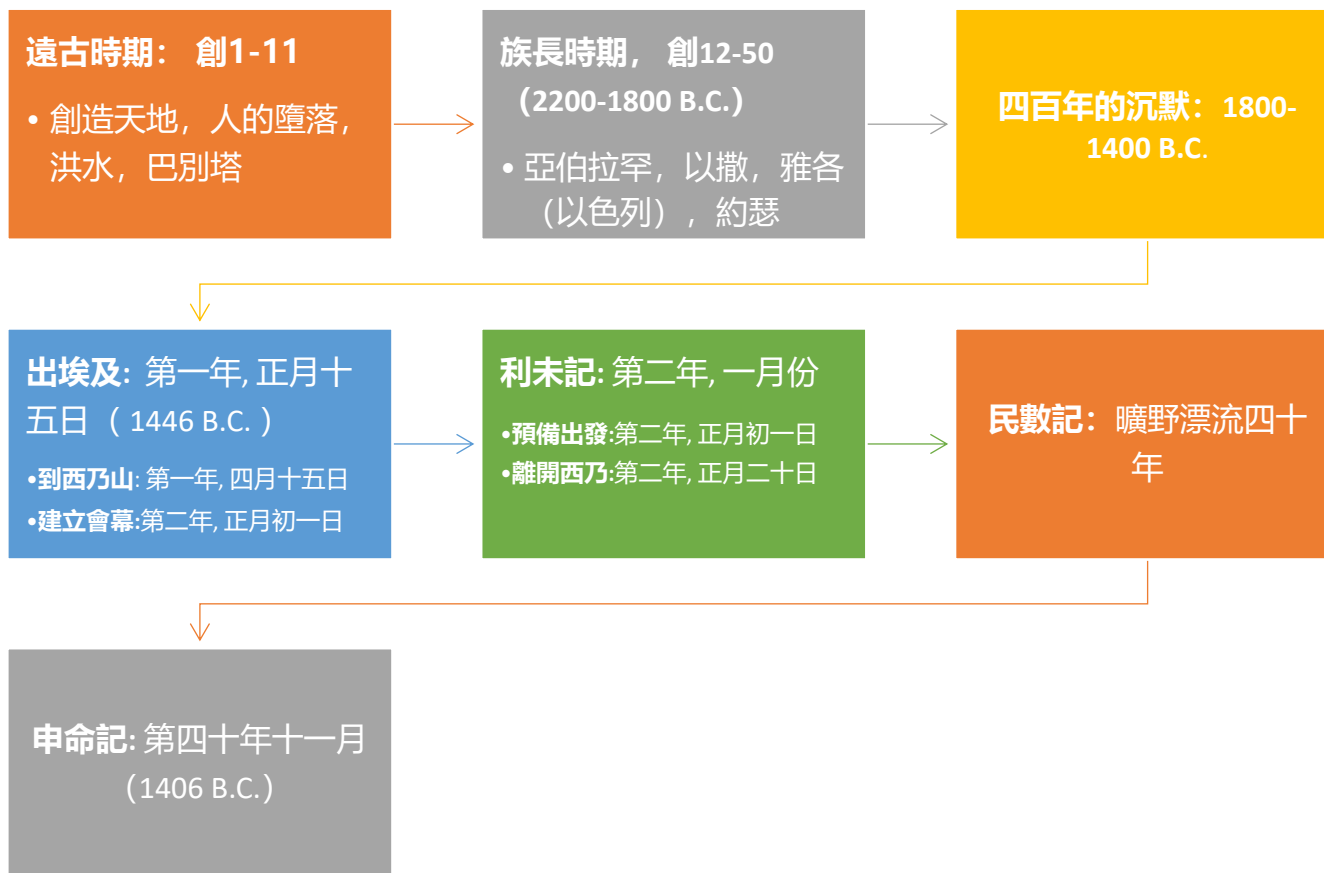 遠古時期： 創1-11
• 創造天地，人的墮落，
洪水，巴別塔
族長時期， 創12-50
（2200-1800 B.C.）
• 亞伯拉罕，以撒，雅各
（以色列），約瑟
四百年的沉默：1800-
1400 B.C.
出埃及: 第一年, 正月十
五日（ 1446 B.C. ）
•到西乃山: 第一年, 四月十五日
•建立會幕:第二年, 正月初一日
利未記: 第二年, 一月份
•預備出發:第二年, 正月初一日
•離開西乃:第二年, 正月二十日
民數記：曠野漂流四十
年
申命記: 第四十年十一月
（1406 B.C.）